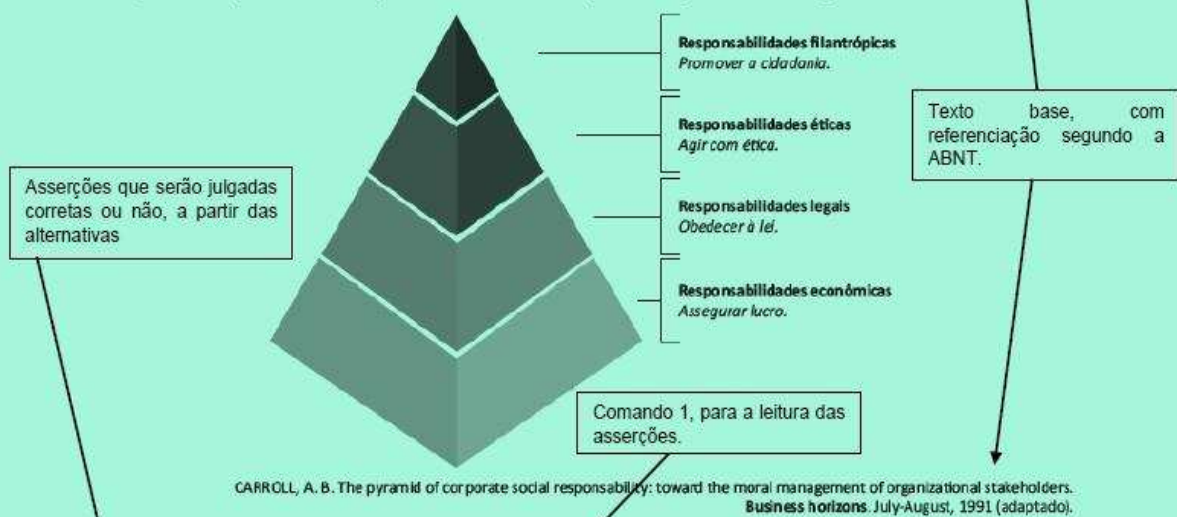 Responsabilidades filantrópicas
Promover a cidadania.
Responsabilidades éticas
Agir com ética.
Texto base, com
referenciação segundo a
ABNT.
Asserções que serão julgadas
corretas ou não, a partir das
alternativas
Responsabilidades legais
Obedecer à lei.
Responsabilidades econômicas
Assegurar lucro.
Comando 1, para a leitura das
asserções.
CARROLL, A. B. The pyramid of corporate social responsability: toward the moral management of organizational stakeholders.
Business horizons. July-August, 1991 (adaptado).